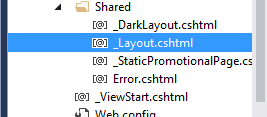 Shared
[@] _DarkLayout.cshtml
[@] _Layout.cshtml
[@] _StaticPromotionalPage.cs
[@] Error.cshtml
[@] _ViewStart.cshtml
Web.config